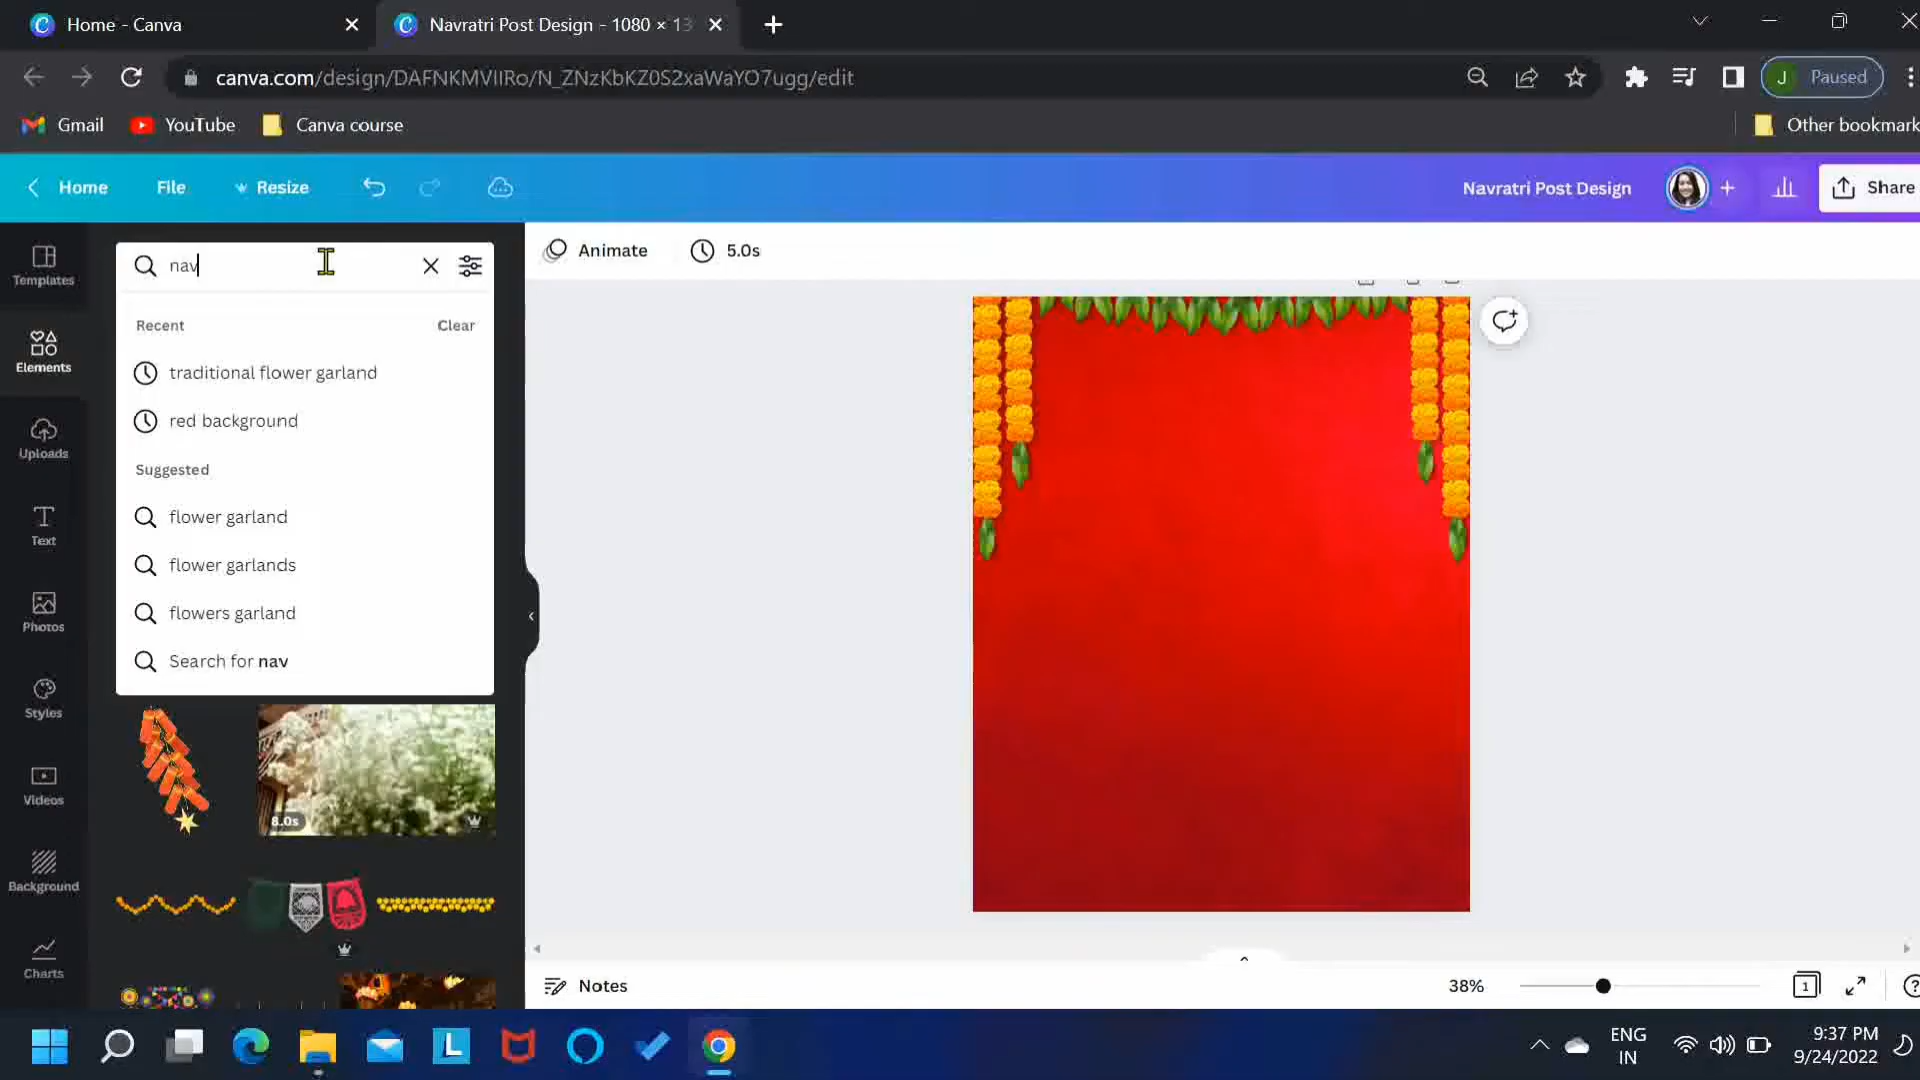 Home - Canva
Navratri Post Design - 1080 × 13
canva.com/design/DAFNKMVIIRo/N_ZNzKbKZ0S2xaWaYO7ugg/edit
J Paused
Gmail YouTube Canva course Other bookmark
Home File Resize Navratri Post Design Share
Templates
Elements
Uploads
Text
Photos
Styles
Videos
Background
Charts
nav
Recent Clear
traditional flower garland
red background
Suggested
flower garland
flower garlands
flowers garland
Search for nav
8.0s
Animate 5.0s
Notes 38% 1
ENG
IN
9:37 PM
9/24/2022